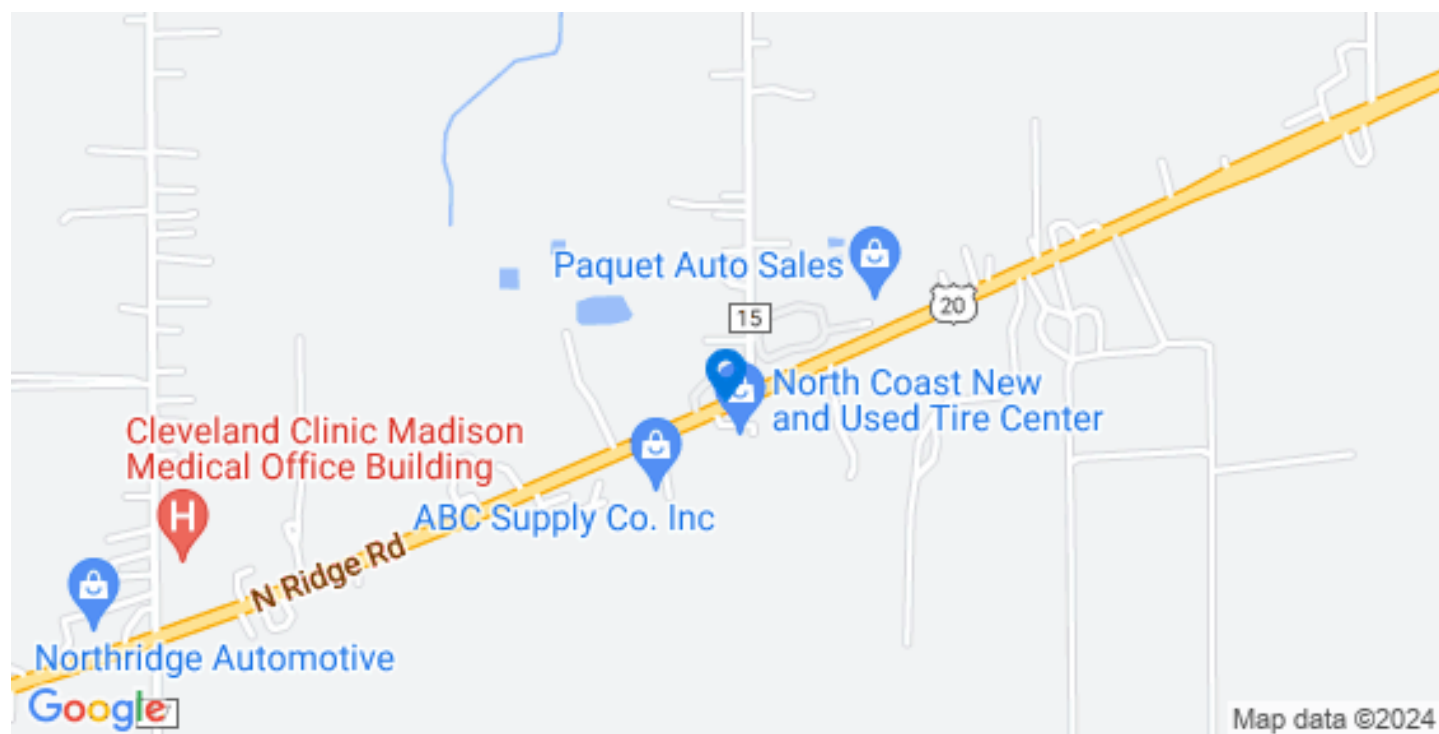 Paquet Auto Sales
20
15
North Coast New
and Used Tire Center
Cleveland Clinic Madison
Medical Office Building
H
ABC Supply Co. Inc
N Ridge Rd
Northridge Automotive
Google
Map data ©2024